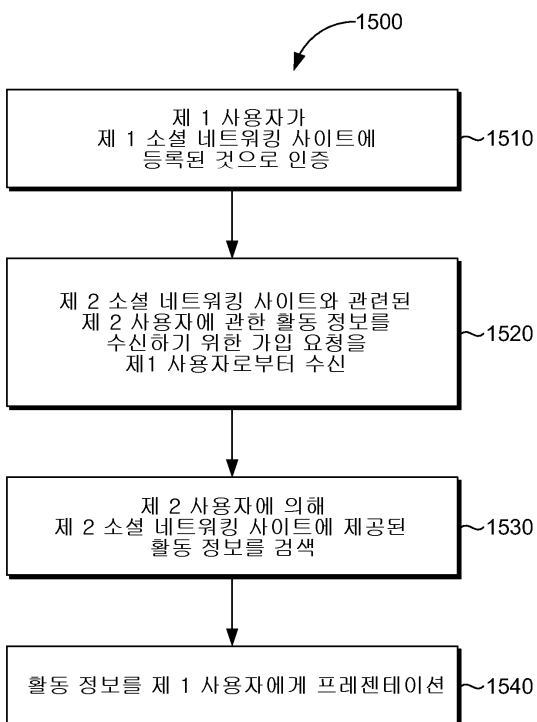 1500
제 1 사용자가
제 1 소셜 네트워킹 사이트에
등록된 것으로 인증
1510
제 2 소셜 네트워킹 사이트와 관련된
제 2 사용자에 관한 활동 정보를
수신하기 위한 가입 요청을
제1 사용자로부터 수신
1520
제 2 사용자에 의해
제 2 소셜 네트워킹 사이트에 제공된
활동 정보를 검색
1530
활동 정보를 제 1 사용자에게 프레젠테이션
1540